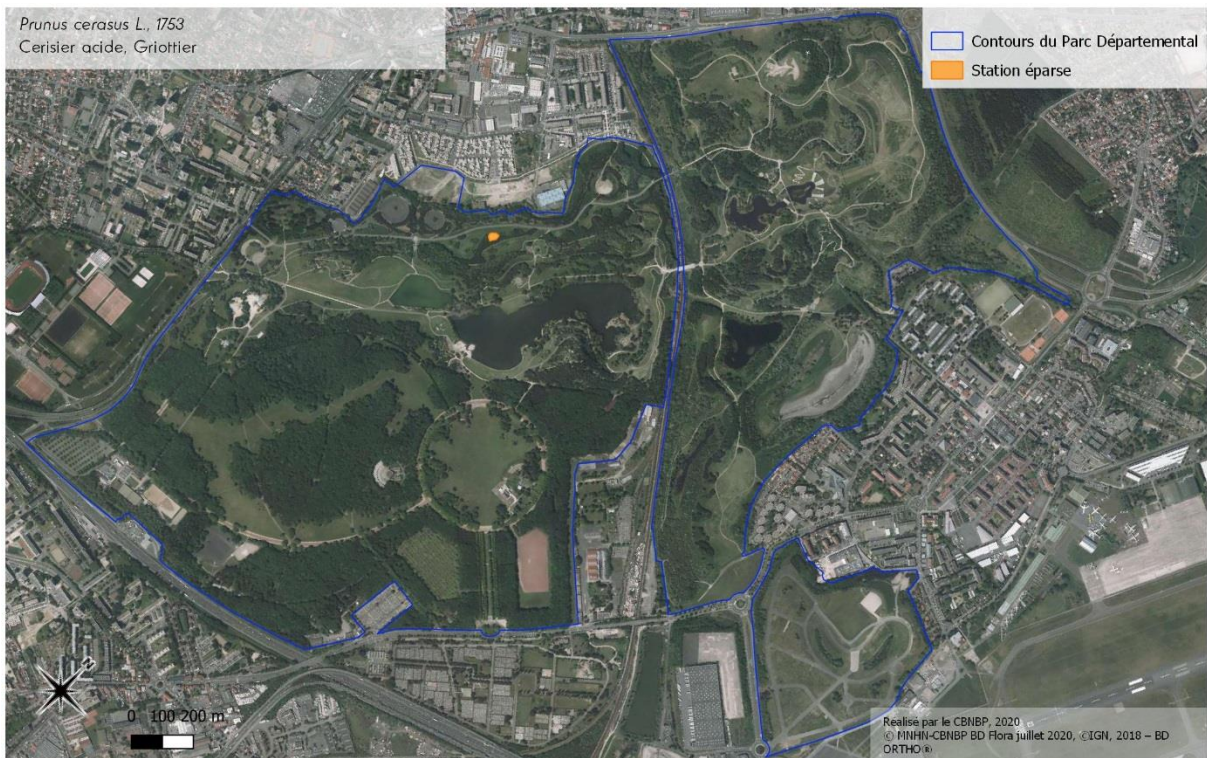 Prunus cerasus L., 1753
Cerisier acide, Griottier
Contours du Parc Départemental
Station éparse
N
0 100 200 m
Réalisé par le CBNBP, 2020
© MNHN-CBNBP BD Flora juillet 2020, ©IGN, 2018 – BD
ORTHO®